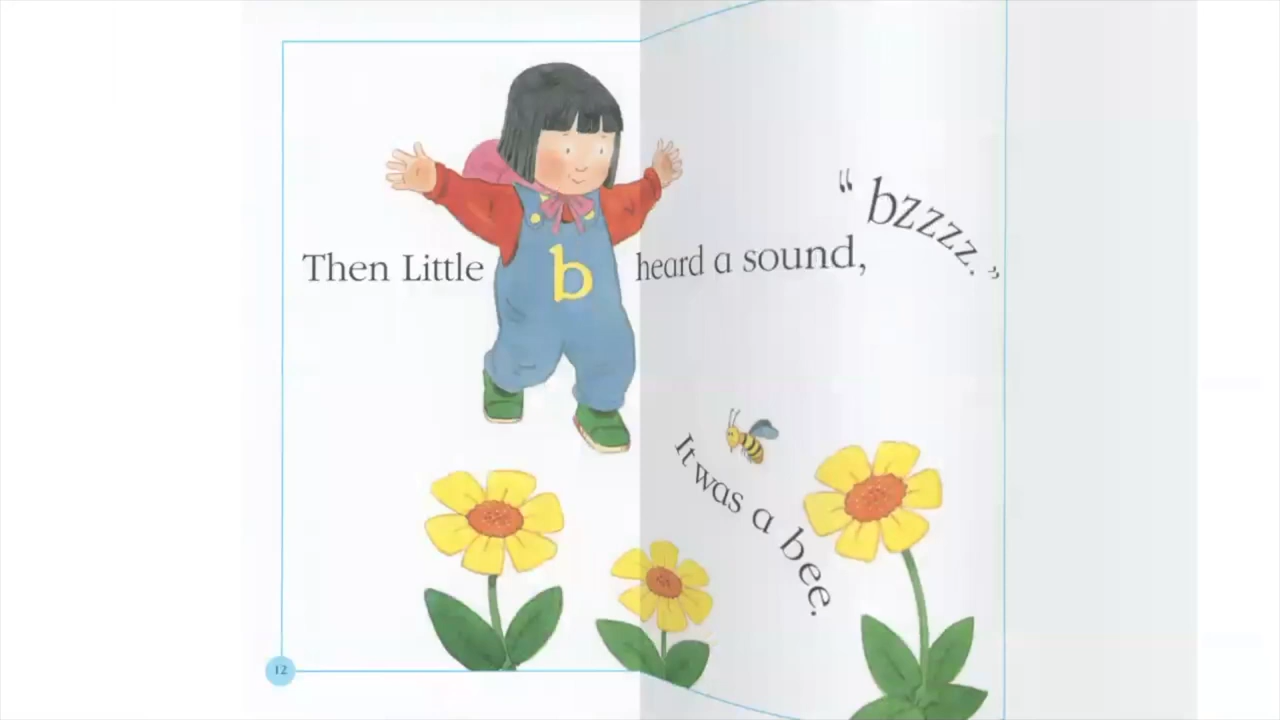 Then Little b heard a sound,
“bzzzz.”
It was a bee.
12